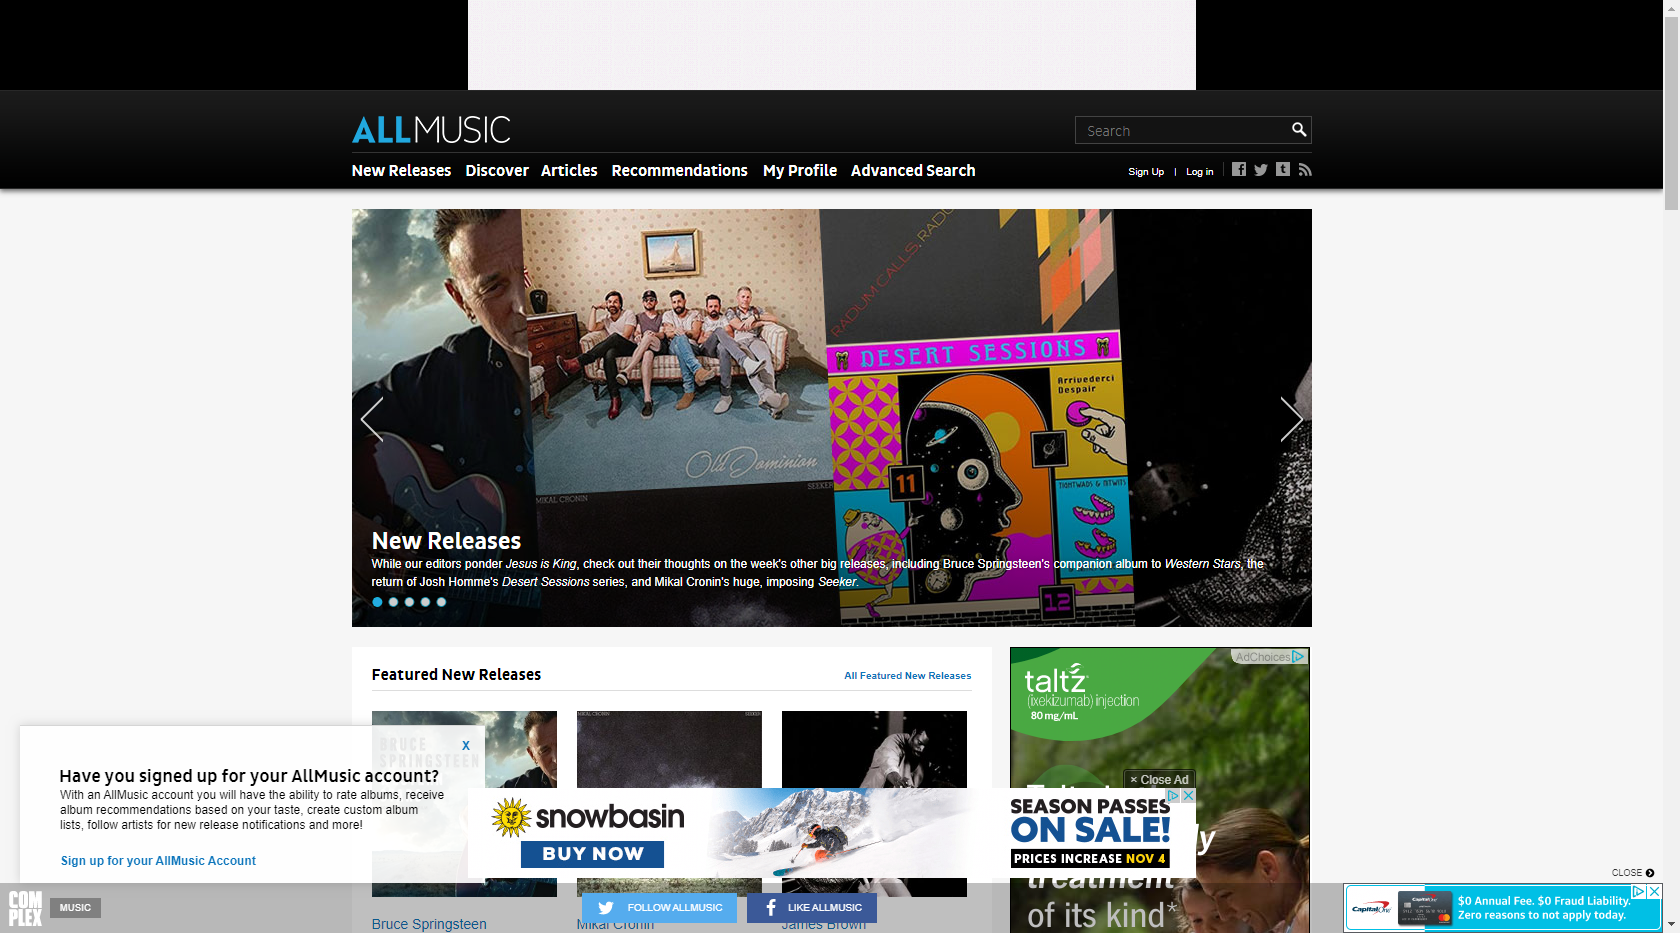 ALLMUSIC
Search
New Releases Discover Articles Recommendations My Profile Advanced Search
Sign Up | Log in
RADIUM CALLS, RADIO
DESERT SESSIONS
Arrivederci
Despair
Old Dominion
MIKAL CRONIN
SEEKER
11
TIGHTWADS & NITWITS
12
New Releases
While our editors ponder Jesus is King, check out their thoughts on the week's other big releases, including Bruce Springsteen's companion album to Western Stars, the
return of Josh Homme's Desert Sessions series, and Mikal Cronin's huge, imposing Seeker.
Featured New Releases
All Featured New Releases
AdChoices
taltz
(ixekizumab) injection
80 mg/mL
BRUCE
SPRINGSTEEN
MIKAL CRONIN
SEEKER
X
Have you signed up for your AllMusic account?
With an AllMusic account you will have the ability to rate albums, receive
album recommendations based on your taste, create custom album
lists, follow artists for new release notifications and more!
Sign up for your AllMusic Account
× Close Ad
snowbasin
BUY NOW
SEASON PASSES
ON SALE!
PRICES INCREASE NOV 4
treatment
of its kind*
CLOSE
COM
PLEX
MUSIC
FOLLOW ALLMUSIC
LIKE ALLMUSIC
Bruce Springsteen
Mikal Cronin
James Brown
Capital One
$0 Annual Fee. $0 Fraud Liability.
Zero reasons to not apply today.